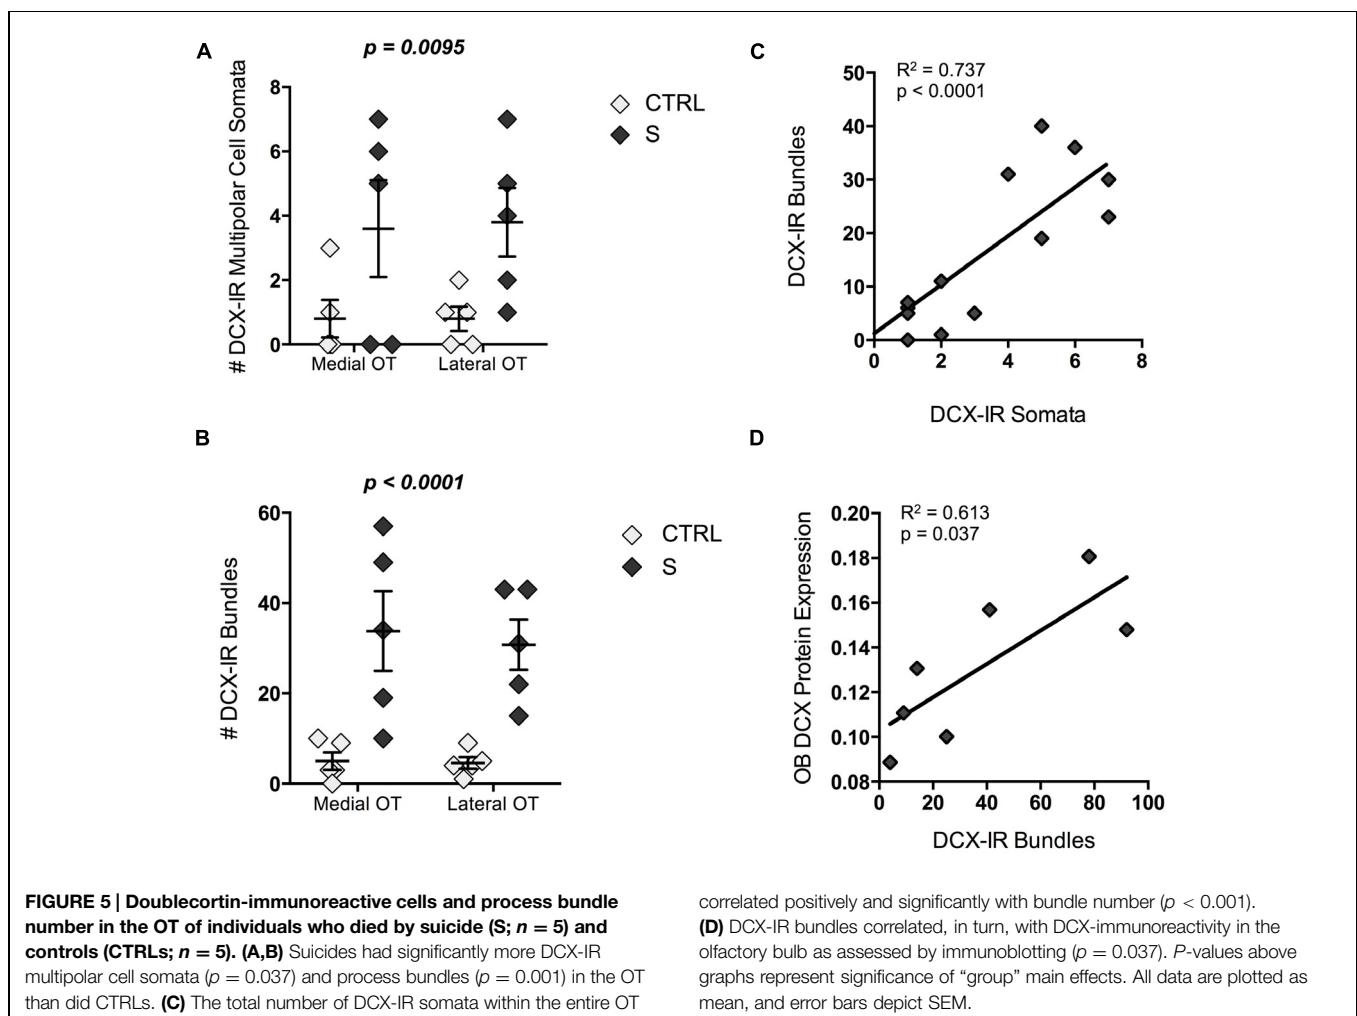 A
p = 0.0095
# DCX-IR Multipolar Cell Somata
8
6
4
2
0
Medial OT
Lateral OT
CTRL
S
C
R² = 0.737
p < 0.0001
DCX-IR Bundles
50
40
30
20
10
0
0 2 4 6 8
DCX-IR Somata
B
p < 0.0001
# DCX-IR Bundles
60
40
20
0
Medial OT
Lateral OT
CTRL
S
D
R² = 0.613
p = 0.037
OB DCX Protein Expression
0.20
0.18
0.16
0.14
0.12
0.10
0.08
0 20 40 60 80 100
DCX-IR Bundles
FIGURE 5 | Doublecortin-immunoreactive cells and process bundle
number in the OT of individuals who died by suicide (S; n = 5) and
controls (CTRLs; n = 5). (A,B) Suicides had significantly more DCX-IR
multipolar cell somata (p = 0.037) and process bundles (p = 0.001) in the OT
than did CTRLs. (C) The total number of DCX-IR somata within the entire OT
correlated positively and significantly with bundle number (p < 0.001).
(D) DCX-IR bundles correlated, in turn, with DCX-immunoreactivity in the
olfactory bulb as assessed by immunoblotting (p = 0.037). P-values above
graphs represent significance of “group” main effects. All data are plotted as
mean, and error bars depict SEM.